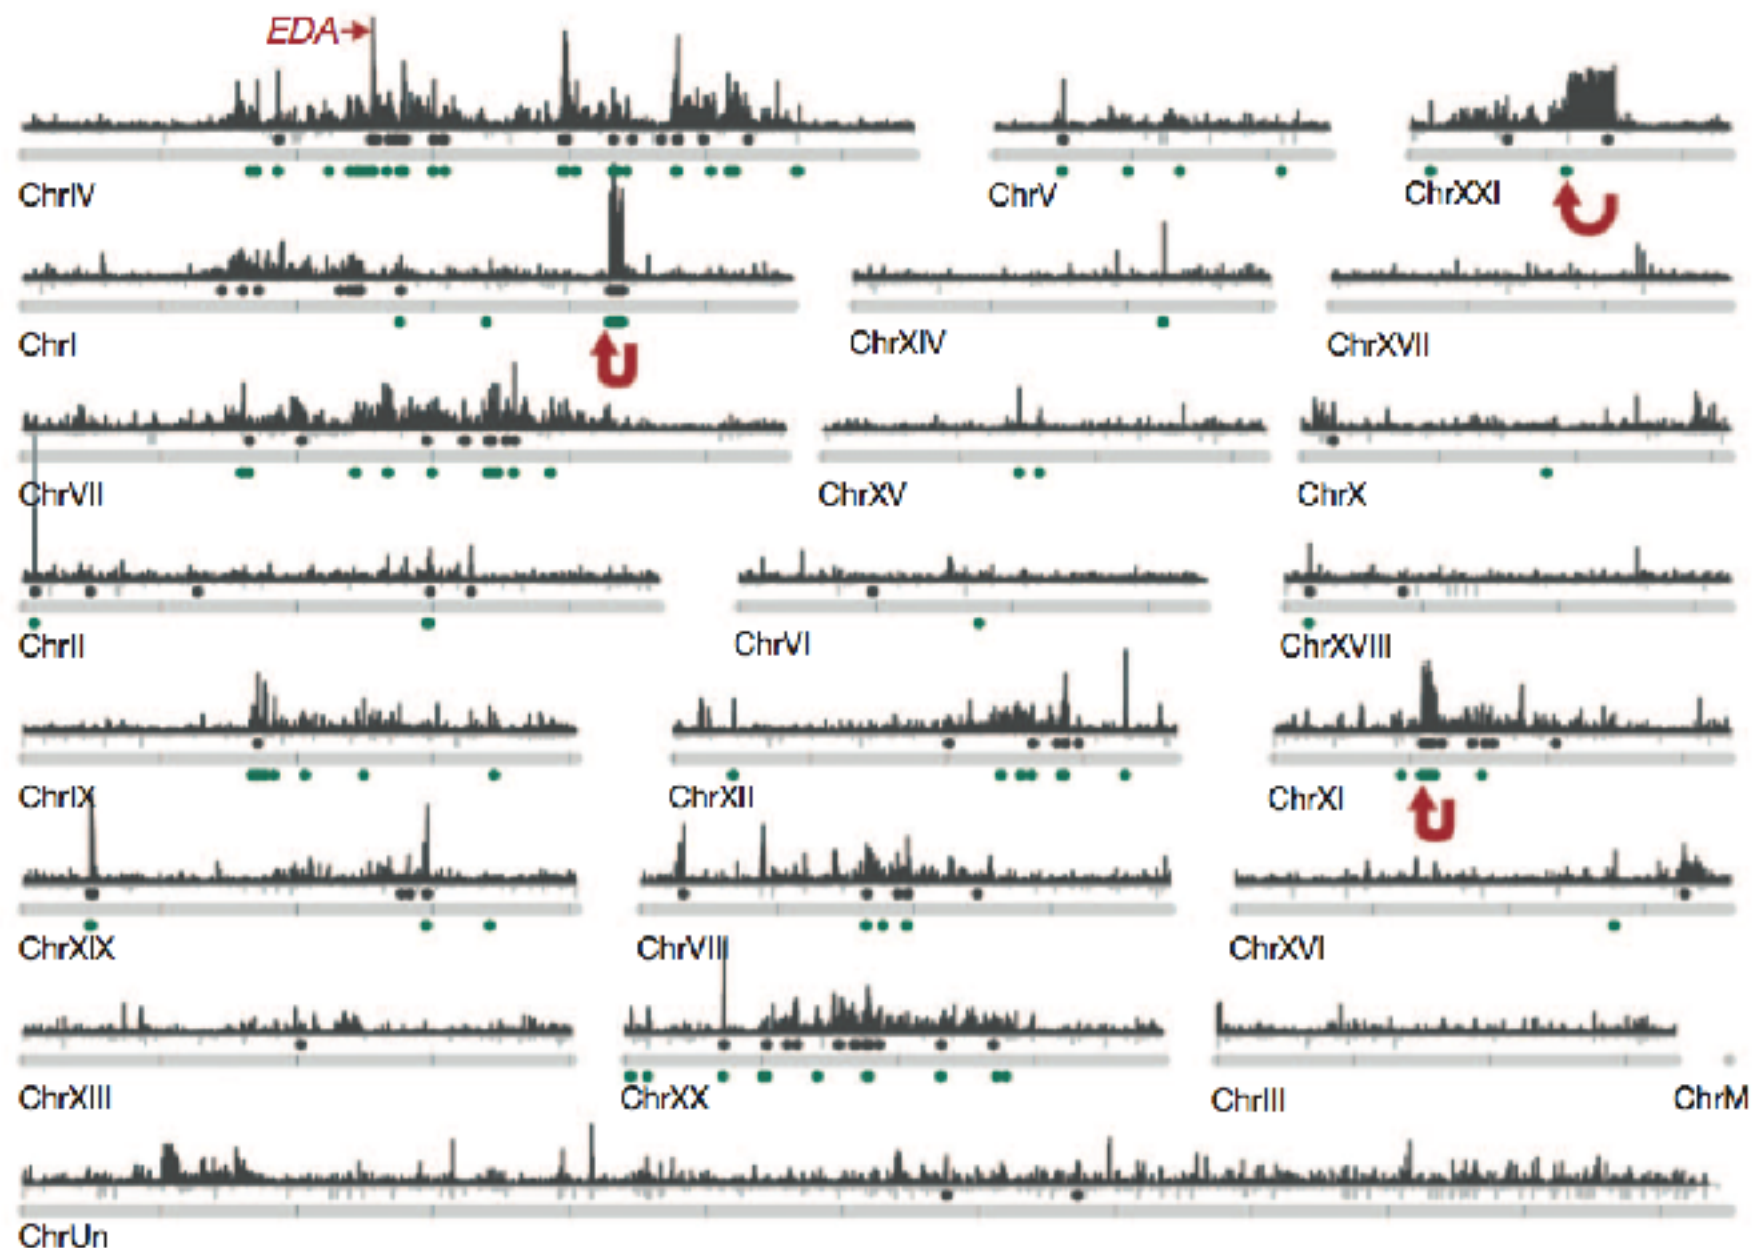 EDA
ChrIV ChrV ChrXXI
ChrI ChrXIV ChrXVII
ChrVII ChrXV ChrX
ChrII ChrVI ChrXVIII
ChrIX ChrXII ChrXI
ChrXIX ChrVIII ChrXVI
ChrXIII ChrXX ChrIII ChrM
ChrUn